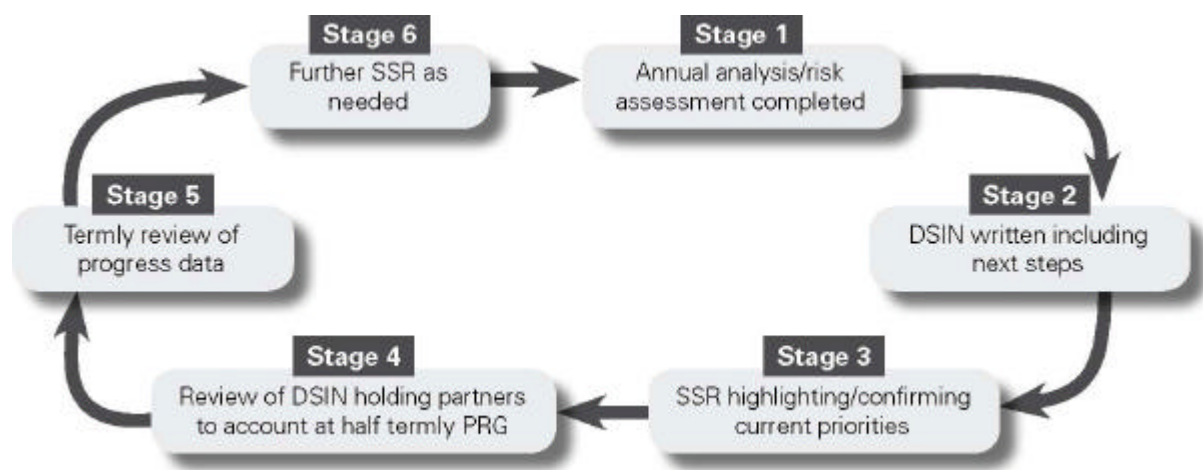 Stage 6
Further SSR as
needed
Stage 1
Annual analysis/risk
assessment completed
Stage 5
Termly review of
progress data
Stage 2
DSIN written including
next steps
Stage 4
Review of DSIN holding partners
to account at half termly PRG
Stage 3
SSR highlighting/confirming
current priorities